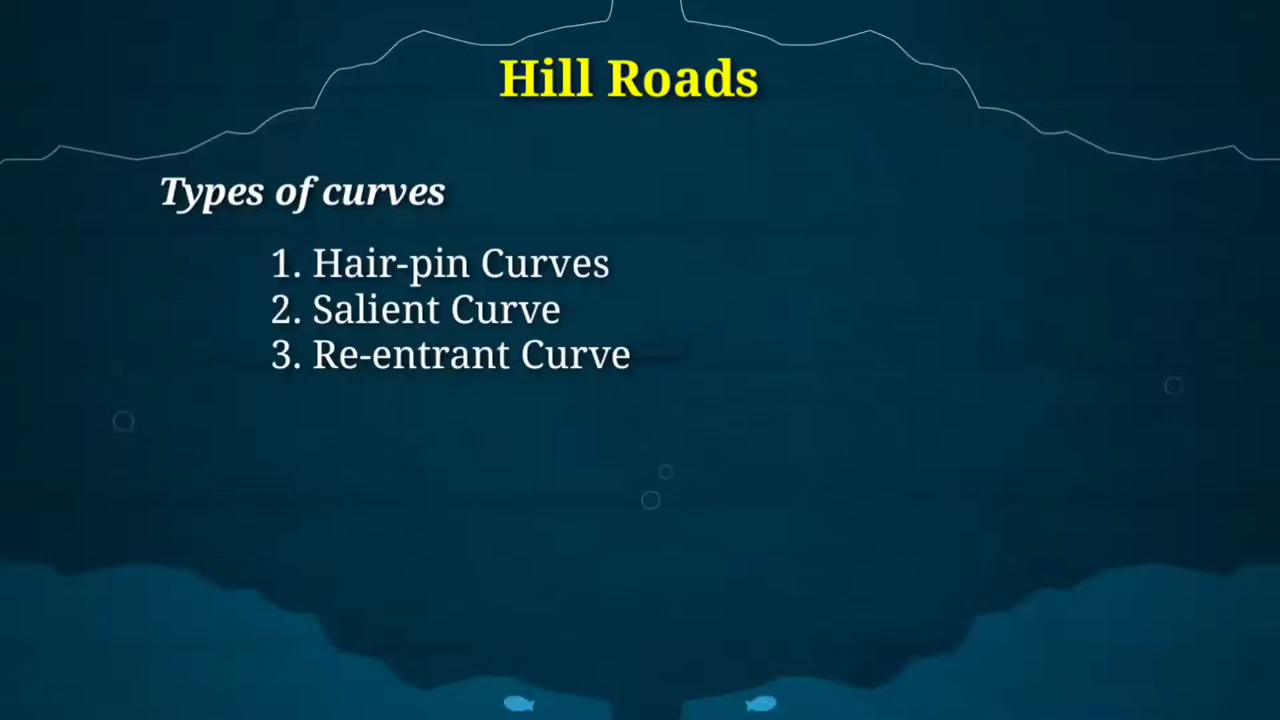 Hill Roads
Types of curves
1. Hair-pin Curves
2. Salient Curve
3. Re-entrant Curve